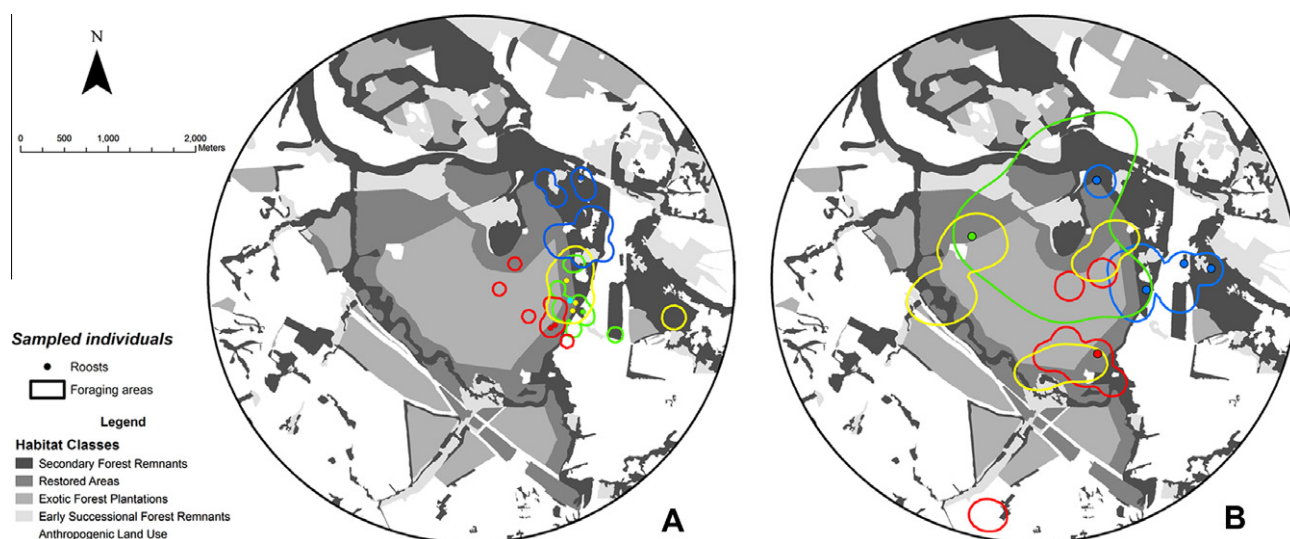 N
0 500 1,000 2,000
Meters
Sampled individuals
Roosts
Foraging areas
Legend
Habitat Classes
Secondary Forest Remnants
Restored Areas
Exotic Forest Plantations
Early Successional Forest Remnants
Anthropogenic Land Use
A
B